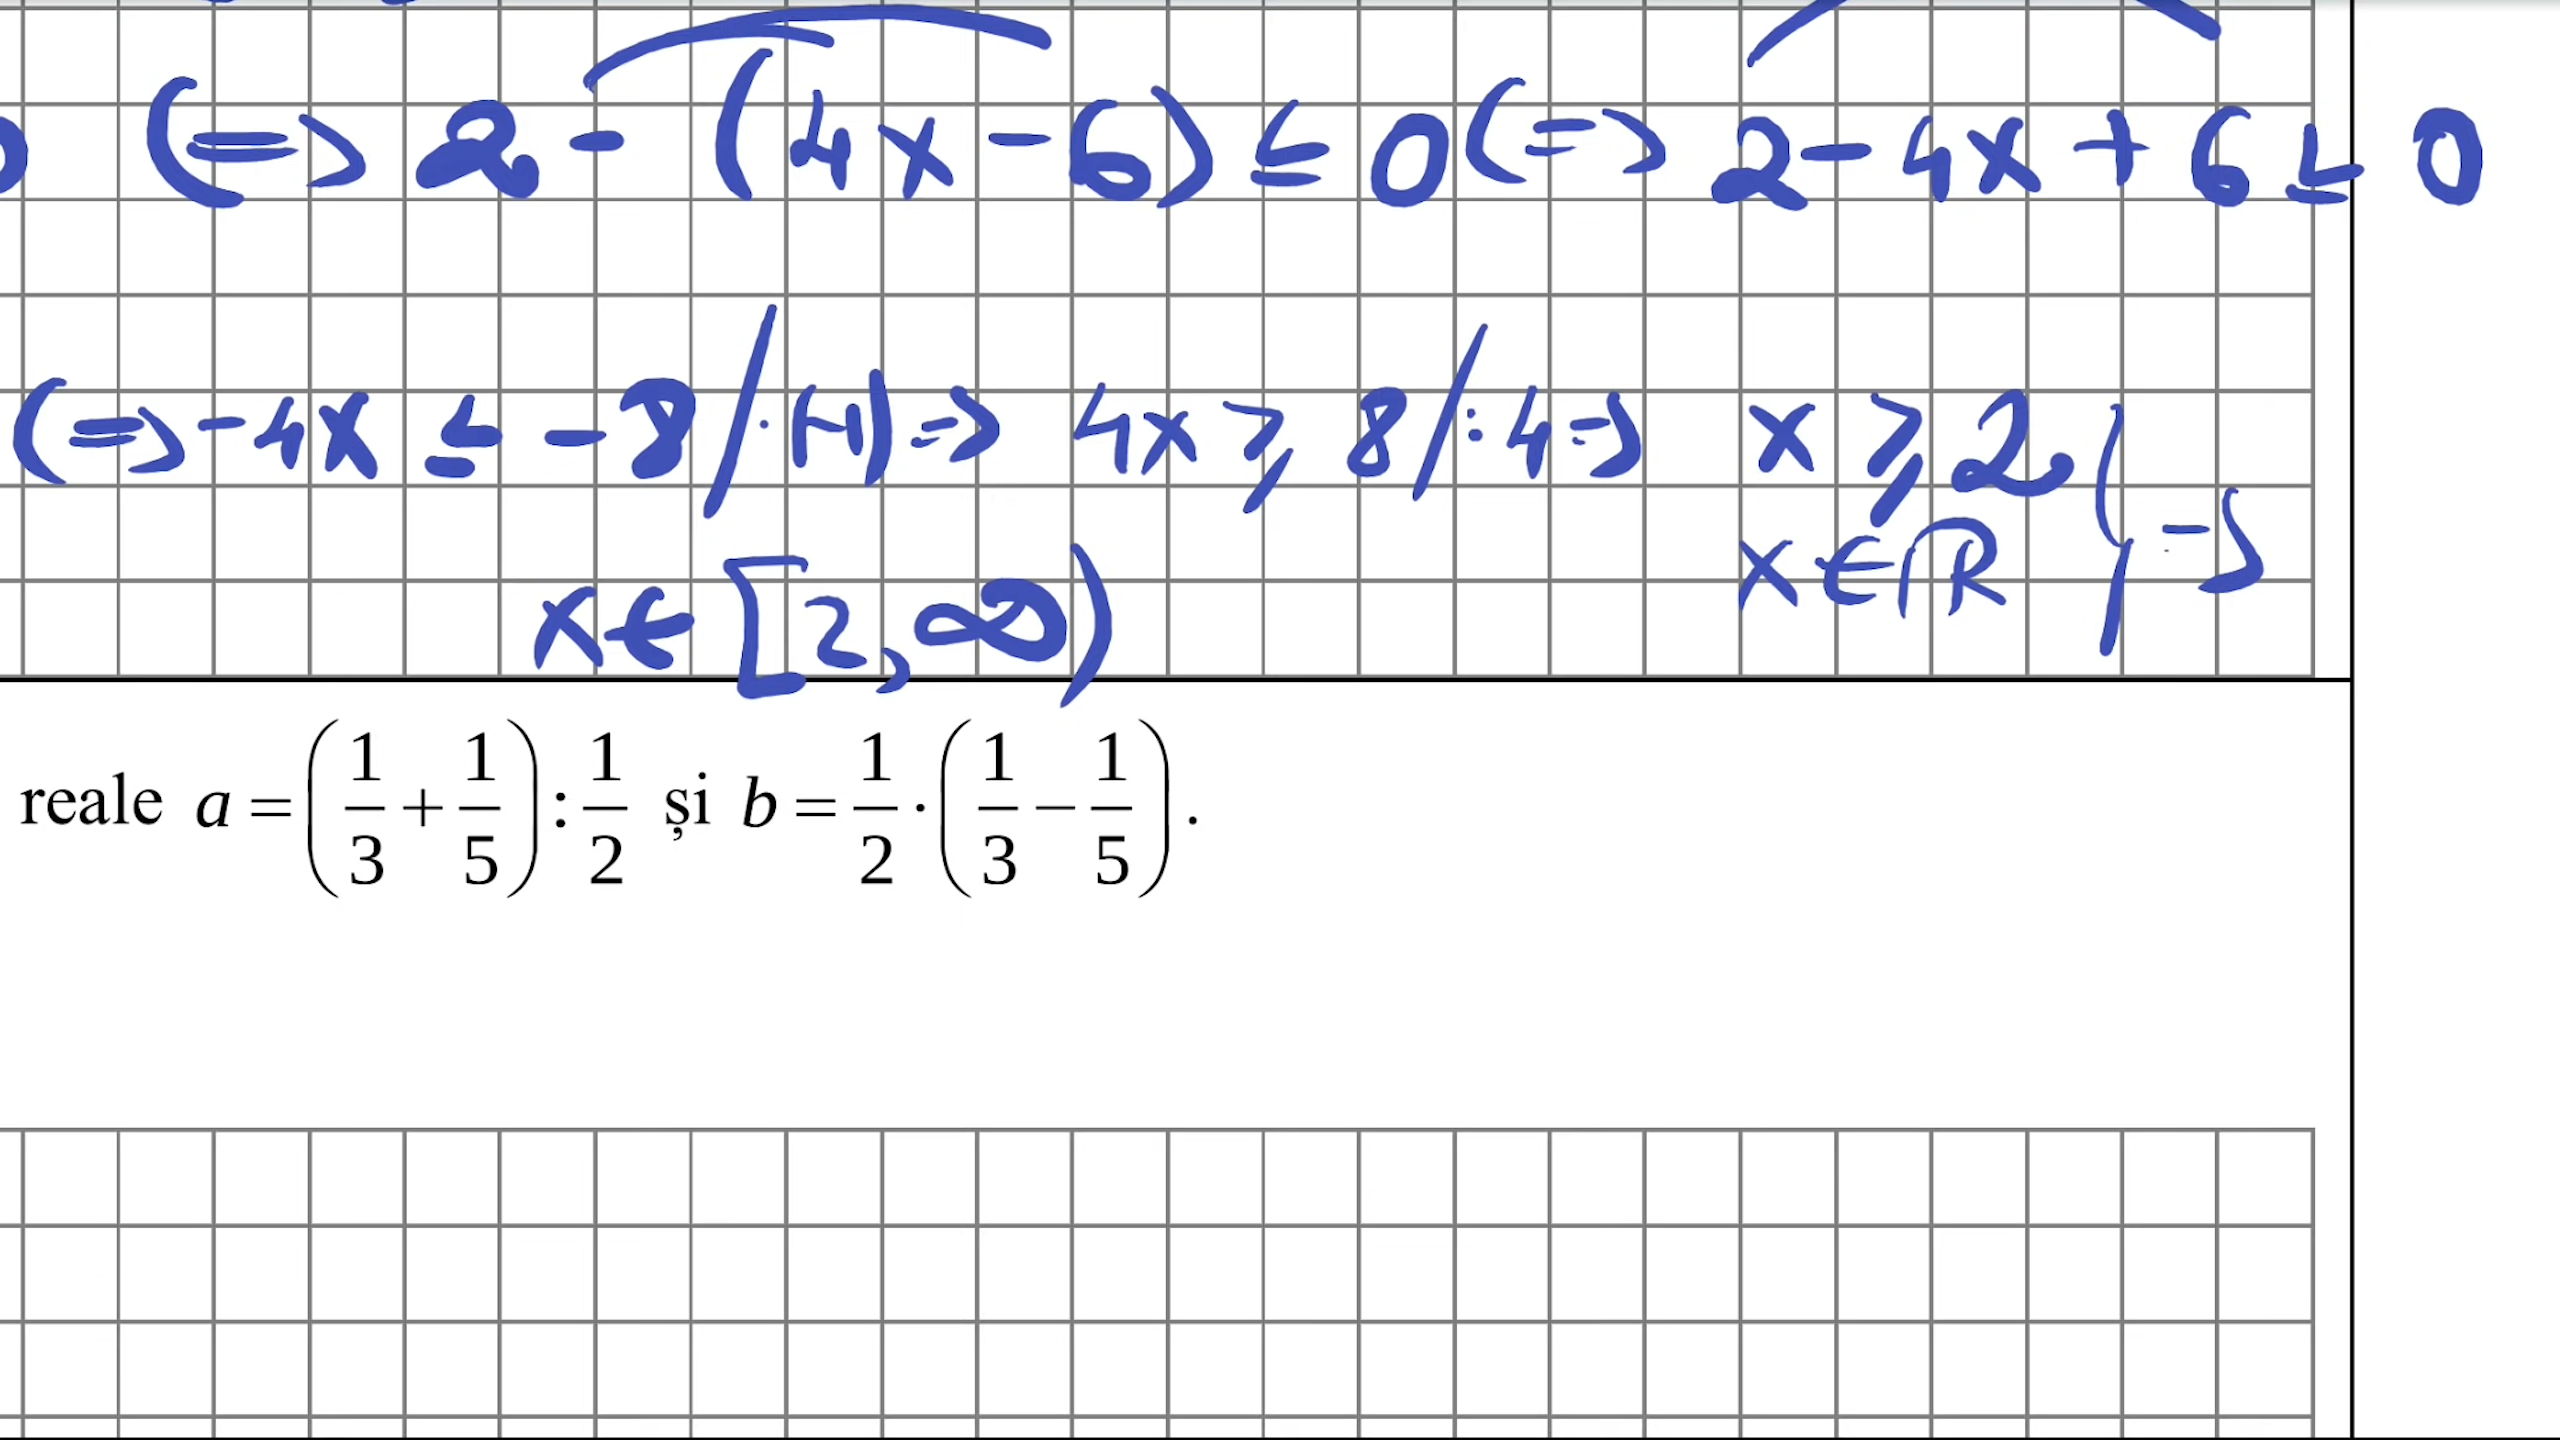 (=> 2 - (4x - 6) ≤ 0 (=> 2 - 4x + 6 ≤ 0
(=> -4x ≤ -8 / ·(-1) => 4x ≥ 8 / : 4 => x ≥ 2
x ∈ ℝ | =>
x ∈ [2, ∞)
reale a = (1/3 + 1/5) : 1/2 și b = 1/2 · (1/3 − 1/5).